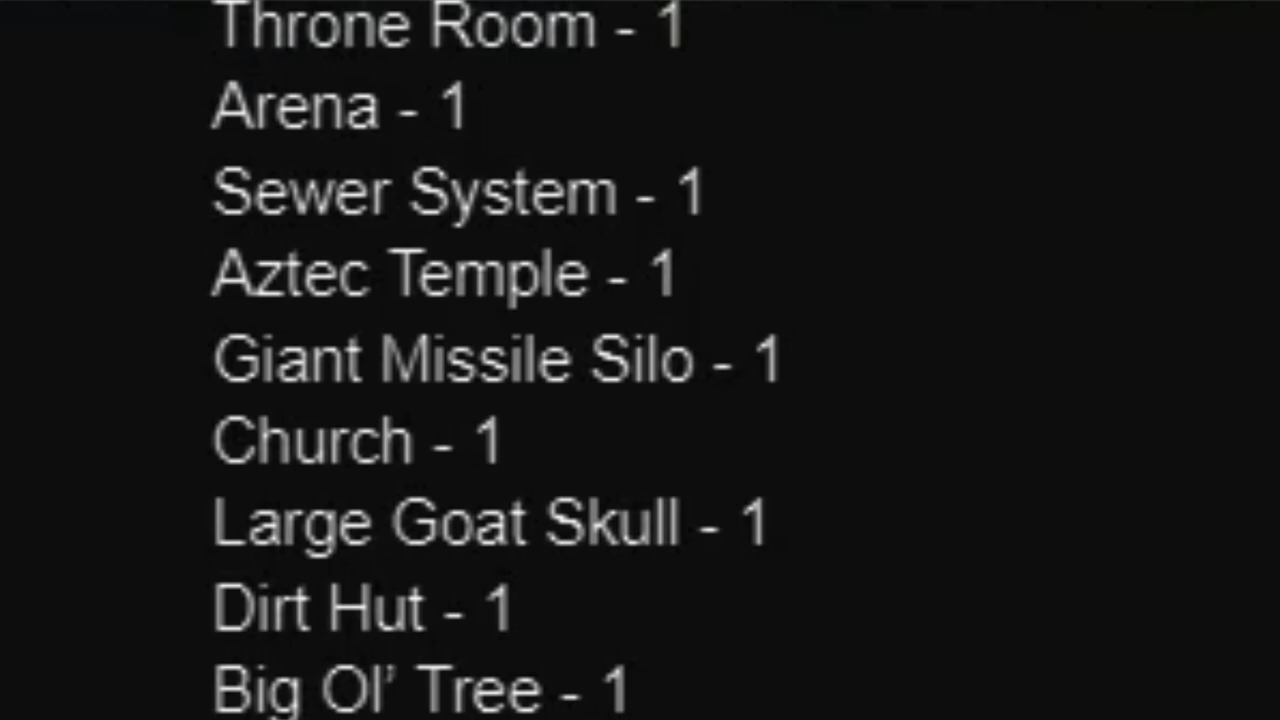 Throne Room - 1
Arena - 1
Sewer System - 1
Aztec Temple - 1
Giant Missile Silo - 1
Church - 1
Large Goat Skull - 1
Dirt Hut - 1
Big Ol’ Tree - 1